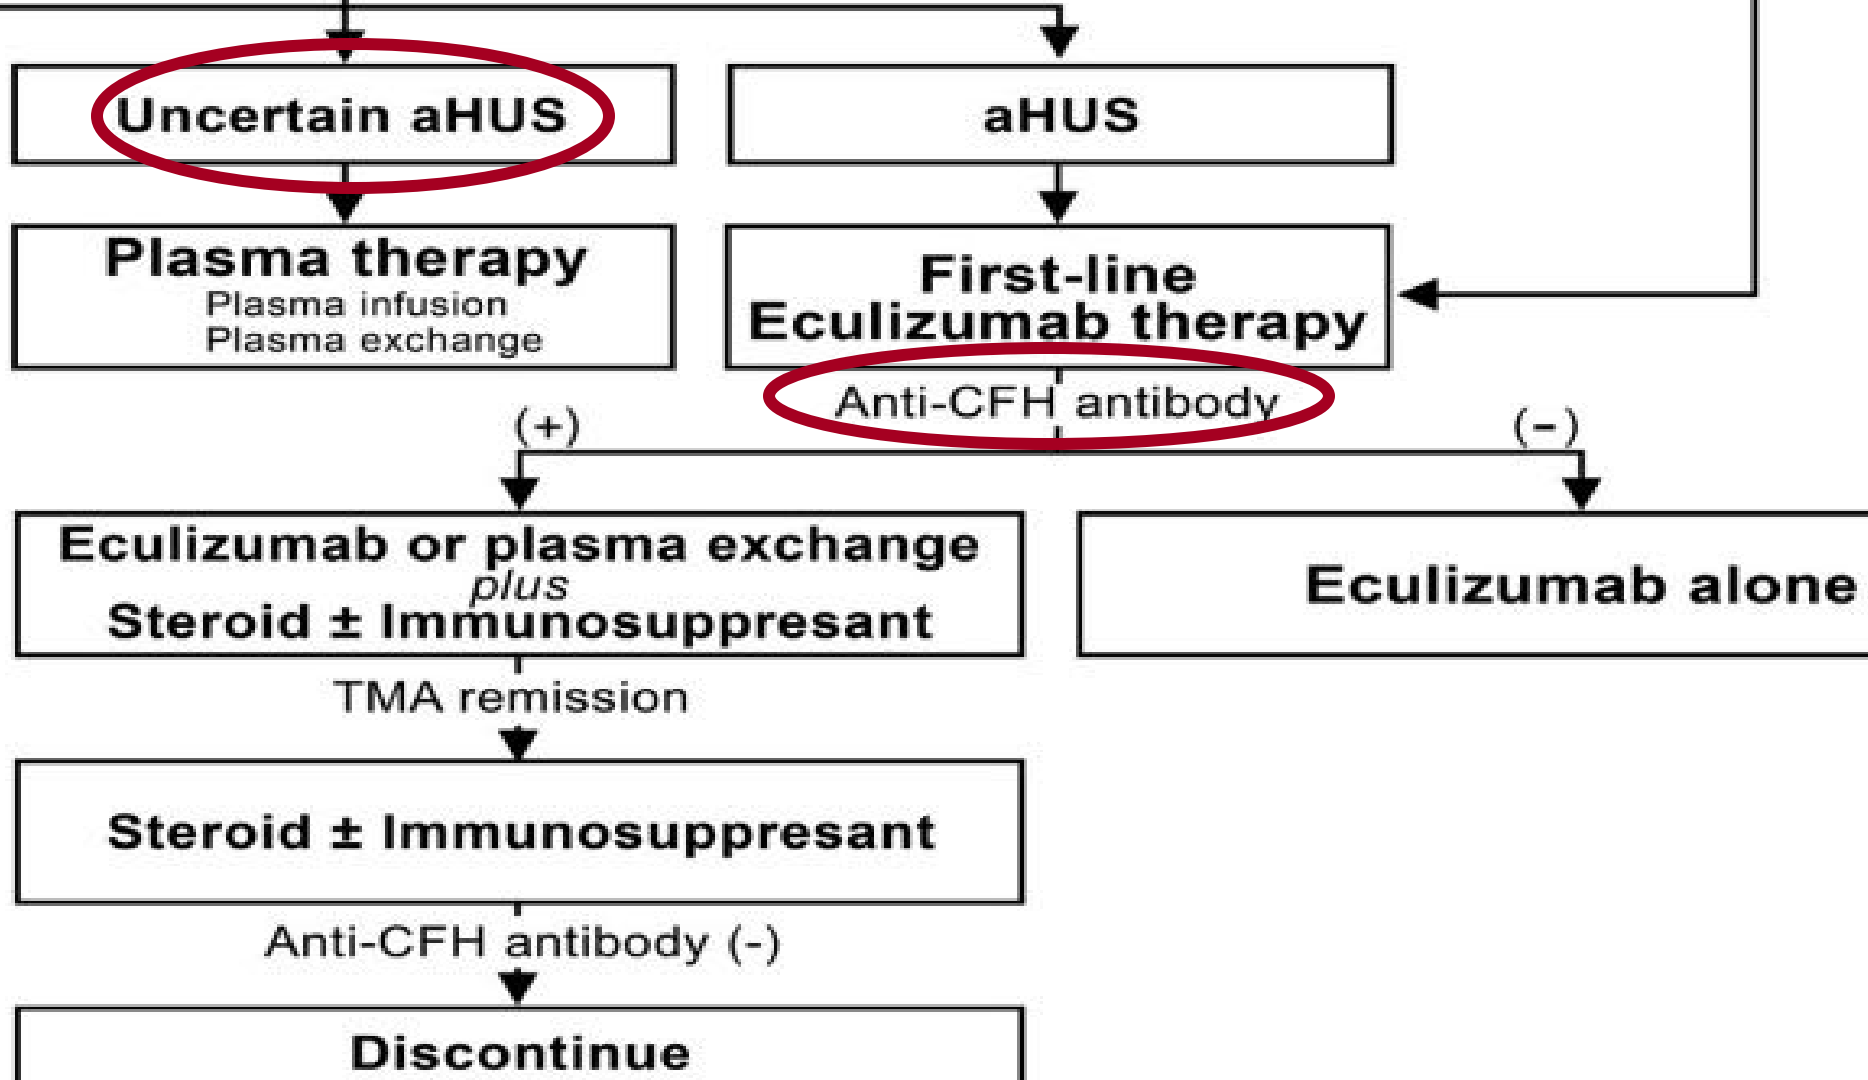 Uncertain aHUS
aHUS
Plasma therapy
Plasma infusion
Plasma exchange
First-line
Eculizumab therapy
Anti-CFH antibody
(+)
(-)
Eculizumab or plasma exchange
plus
Steroid ± Immunosuppresant
Eculizumab alone
TMA remission
Steroid ± Immunosuppresant
Anti-CFH antibody (-)
Discontinue